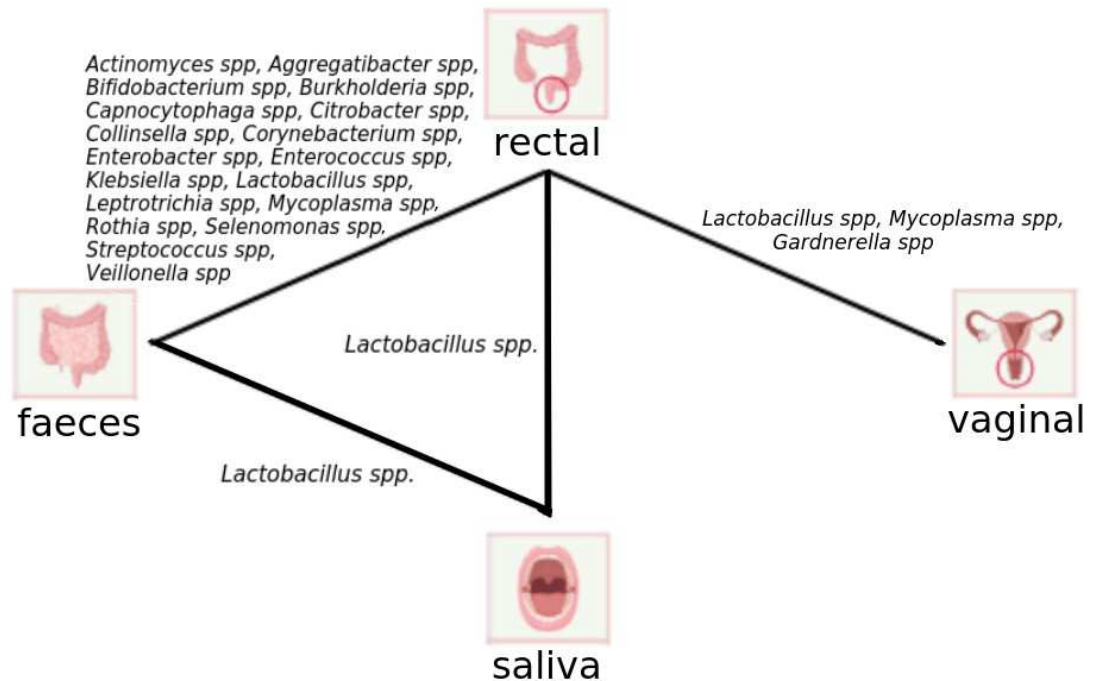 Actinomyces spp, Aggregatibacter spp,
Bifidobacterium spp, Burkholderia spp,
Capnocytophaga spp, Citrobacter spp,
Collinsella spp, Corynebacterium spp,
Enterobacter spp, Enterococcus spp,
Klebsiella spp, Lactobacillus spp,
Leptrotrichia spp, Mycoplasma spp,
Rothia spp, Selenomonas spp.
Streptococcus spp,
Veillonella spp
rectal
Lactobacillus spp, Mycoplasma spp,
Gardnerella spp
Lactobacillus spp.
faeces
vaginal
Lactobacillus spp.
saliva